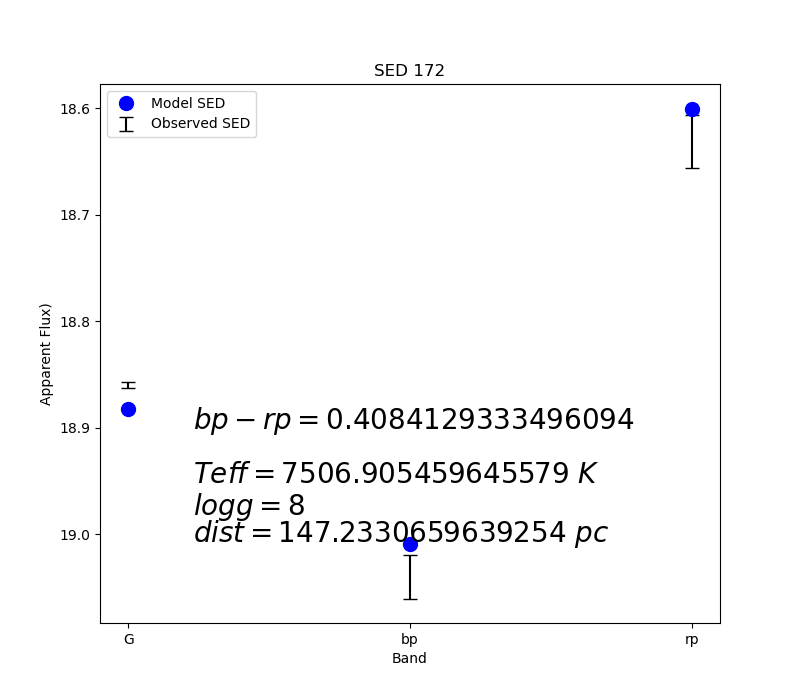 SED 172
Model SED
Observed SED
18.6
18.7
18.8
18.9
19.0
Apparent Flux)
bp − rp = 0.4084129333496094
Teff = 7506.905459645579 K
logg = 8
dist = 147.2330659639254 pc
G
bp
rp
Band